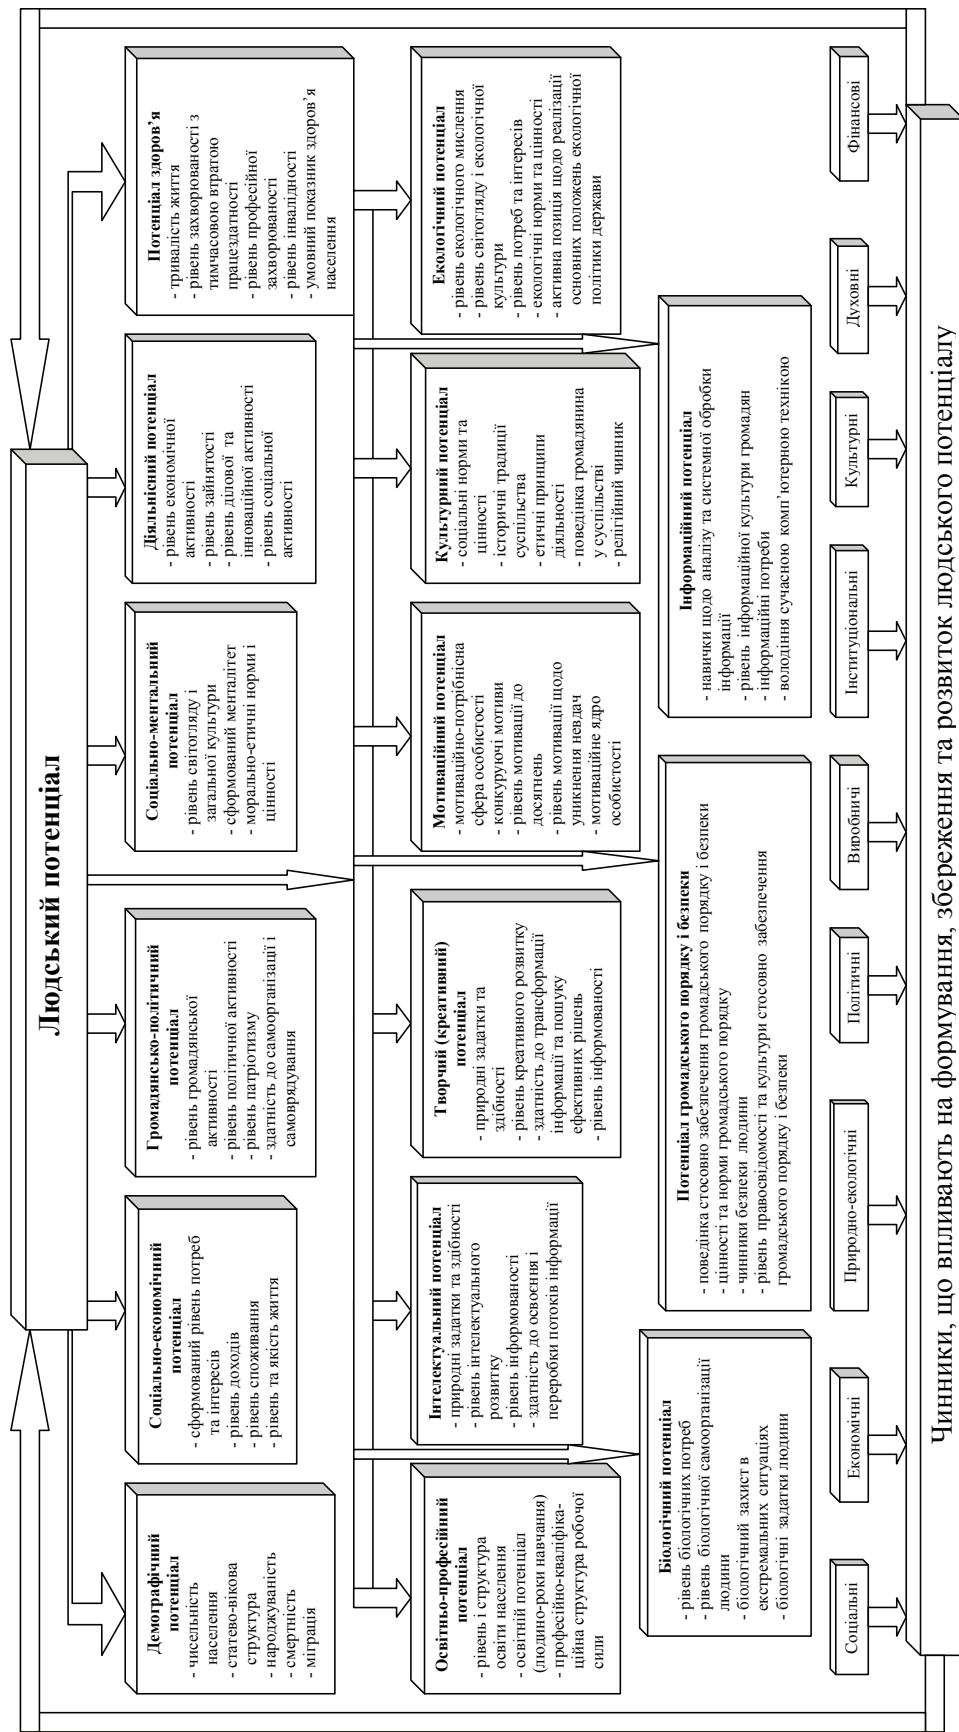 Людський потенціал
Демографічний
потенціал
- чисельність
населення
- статево-вікова
структура
- народжуваність
- смертність
- міграція
Соціально-економічний
потенціал
- сформований рівень потреб
та інтересів
- рівень доходів
- рівень споживання
- рівень та якість життя
Громадянсько-політичний
потенціал
- рівень громадянської
активності
- рівень політичної активності
- рівень патріотизму
- здатність до самоорганізації і
самоврядування
Соціально-ментальний
потенціал
- рівень світогляду і
загальної культури
- сформований менталітет
- морально-етичні норми і
цінності
Діяльнісний потенціал
- рівень економічної
активності
- рівень зайнятості
- рівень ділової та
інноваційної активності
- рівень соціальної
активності
Потенціал здоров'я
- тривалість життя
- рівень захворюваності з
тимчасовою втратою
працездатності
- рівень професійної
захворюваності
- рівень інвалідності
- умовний показник здоров'я
населення
Освітньо-професійний
потенціал
- рівень і структура
освіти населення
- освітній потенціал
(людино-роки навчання)
- професійно-кваліфіка-
ційна структура робочої
сили
Інтелектуальний потенціал
- природні задатки та здібності
- рівень інтелектуального
розвитку
- рівень інформованості
- здатність до освоєння і
переробки потоків інформації
Творчий (креативний)
потенціал
- природні задатки та
здібності
- рівень креативного розвитку
- здатність до трансформації
інформації та пошуку
ефективних рішень
- рівень інформованості
Мотиваційний потенціал
- мотиваційно-потрібнісна
сфера особистості
- конкуруючі мотиви
- рівень мотивації до
досягнень
- рівень мотивації щодо
уникнення невдач
- мотиваційне ядро
особистості
Культурний потенціал
- соціальні норми та
цінності
- історичні традиції
суспільства
- етичні принципи
діяльності
- поведінка громадянина
у суспільстві
- релігійний чинник
Екологічний потенціал
- рівень екологічного мислення
- рівень світогляду і екологічної
культури
- рівень потреб та інтересів
- екологічні норми та цінності
- активна позиція щодо реалізації
основних положень екологічної
політики держави
Біологічний потенціал
- рівень біологічних потреб
- рівень біологічної самоорганізації
людини
- біологічний захист в
екстремальних ситуаціях
- біологічні задатки людини
Потенціал громадського порядку і безпеки
- поведінка стосовно забезпечення громадського порядку і безпеки
- цінності та норми громадського порядку
- чинники безпеки людини
- рівень правосвідомості та культури стосовно забезпечення
громадського порядку і безпеки
Інформаційний потенціал
- навички щодо аналізу та системної обробки
інформації
- рівень інформаційної культури громадян
- інформаційні потреби
- володіння сучасною комп'ютерною технікою
Соціальні
Економічні
Природно-екологічні
Політичні
Виробничі
Інституціональні
Культурні
Духовні
Фінансові
Чинники, що впливають на формування, збереження та розвиток людського потенціалу